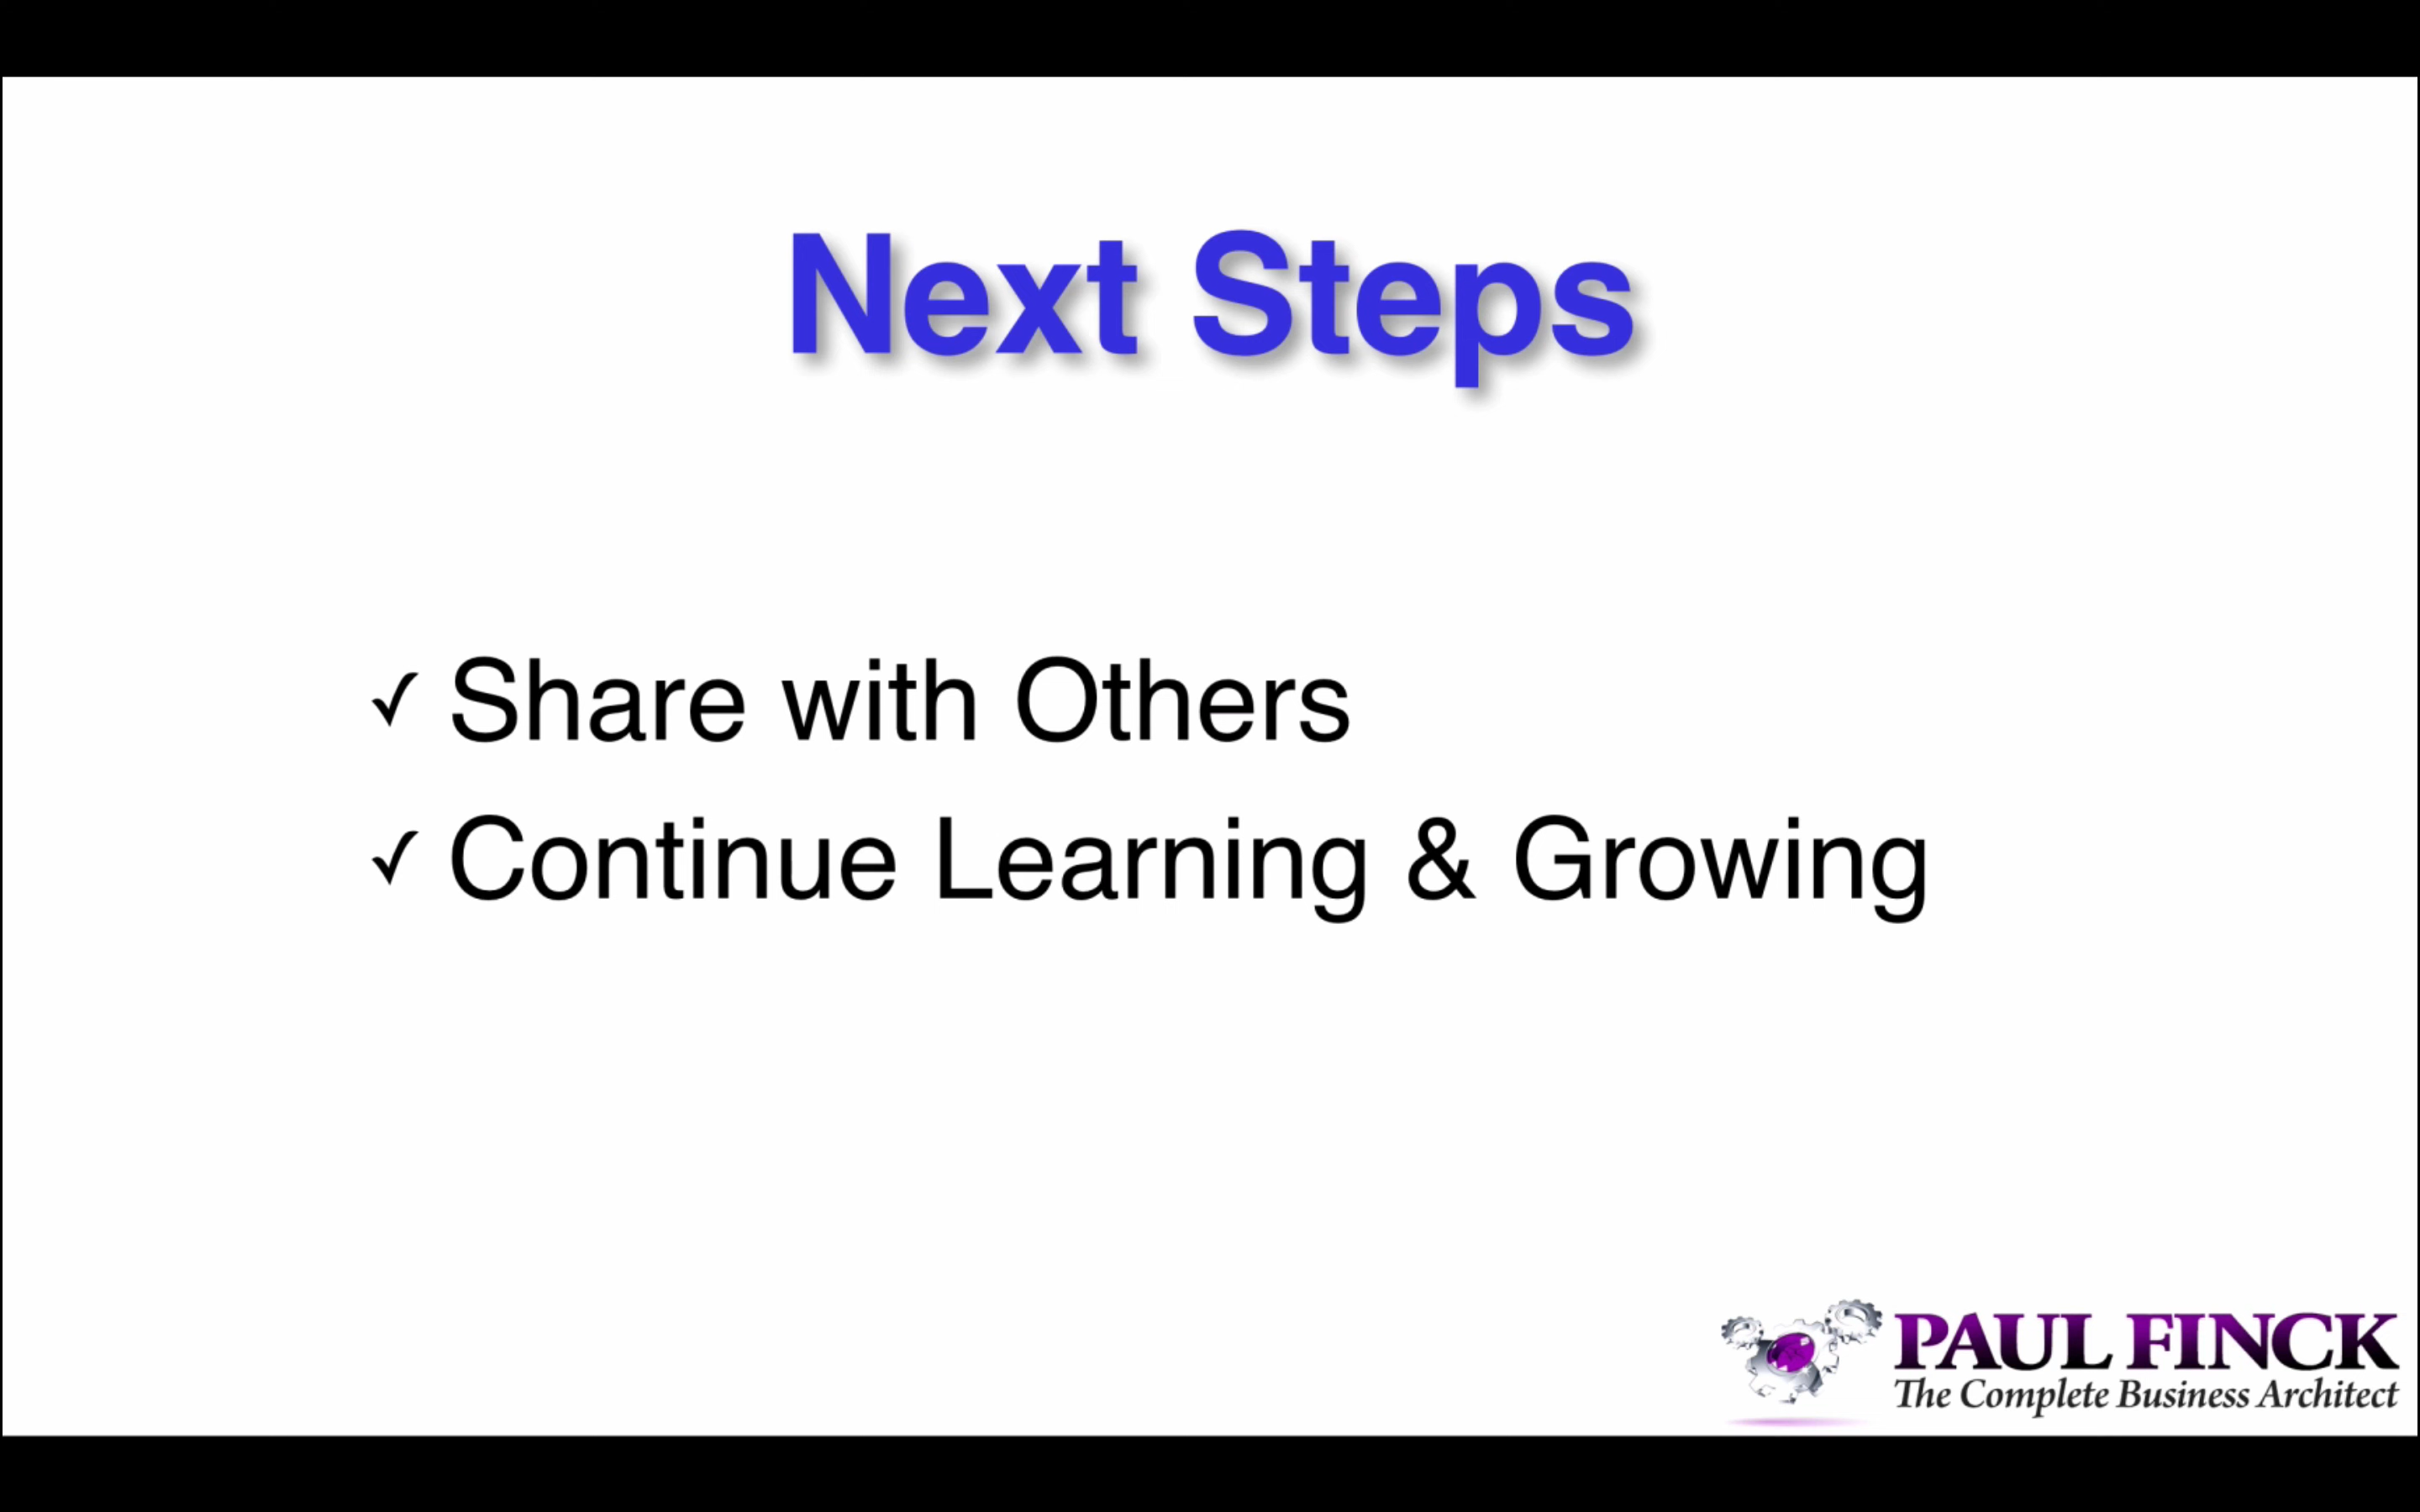 Next Steps
✓ Share with Others
✓ Continue Learning & Growing
PAUL FINCK
The Complete Business Architect